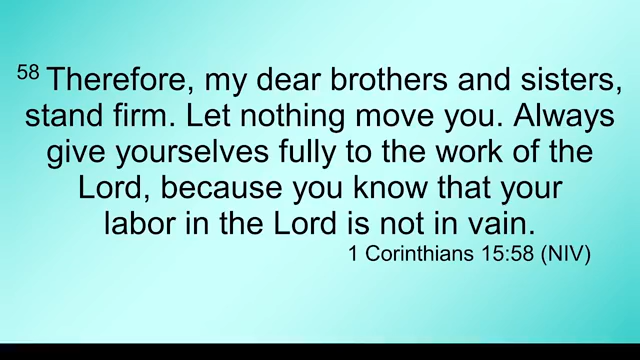 58 Therefore, my dear brothers and sisters,
stand firm. Let nothing move you. Always
give yourselves fully to the work of the
Lord, because you know that your
labor in the Lord is not in vain.
1 Corinthians 15:58 (NIV)